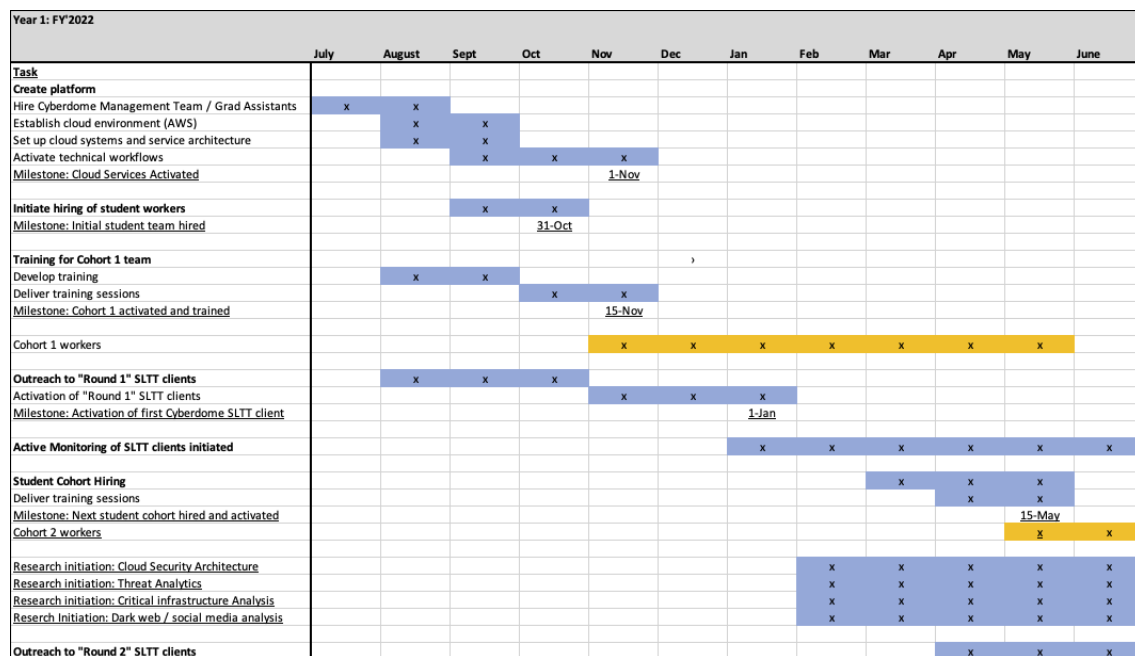 Year 1: FY'2022
July August Sept Oct Nov Dec Jan Feb Mar Apr May June
Task
Create platform
Hire Cyberdome Management Team / Grad Assistants x x
Establish cloud environment (AWS) x x
Set up cloud systems and service architecture x x
Activate technical workflows x x x
Milestone: Cloud Services Activated 1-Nov
Initiate hiring of student workers x x
Milestone: Initial student team hired 31-Oct
Training for Cohort 1 team ›
Develop training x x
Deliver training sessions x x
Milestone: Cohort 1 activated and trained 15-Nov
Cohort 1 workers x x x x x x x
Outreach to "Round 1" SLTT clients x x x
Activation of "Round 1" SLTT clients x x x
Milestone: Activation of first Cyberdome SLTT client 1-Jan
Active Monitoring of SLTT clients initiated x x x x x x
Student Cohort Hiring x x x
Deliver training sessions x x
Milestone: Next student cohort hired and activated 15-May
Cohort 2 workers x x
Research initiation: Cloud Security Architecture x x x x x
Research initiation: Threat Analytics x x x x x
Research initiation: Critical infrastructure Analysis x x x x x
Reserch Initiation: Dark web / social media analysis x x x x x
Outreach to "Round 2" SLTT clients x x x